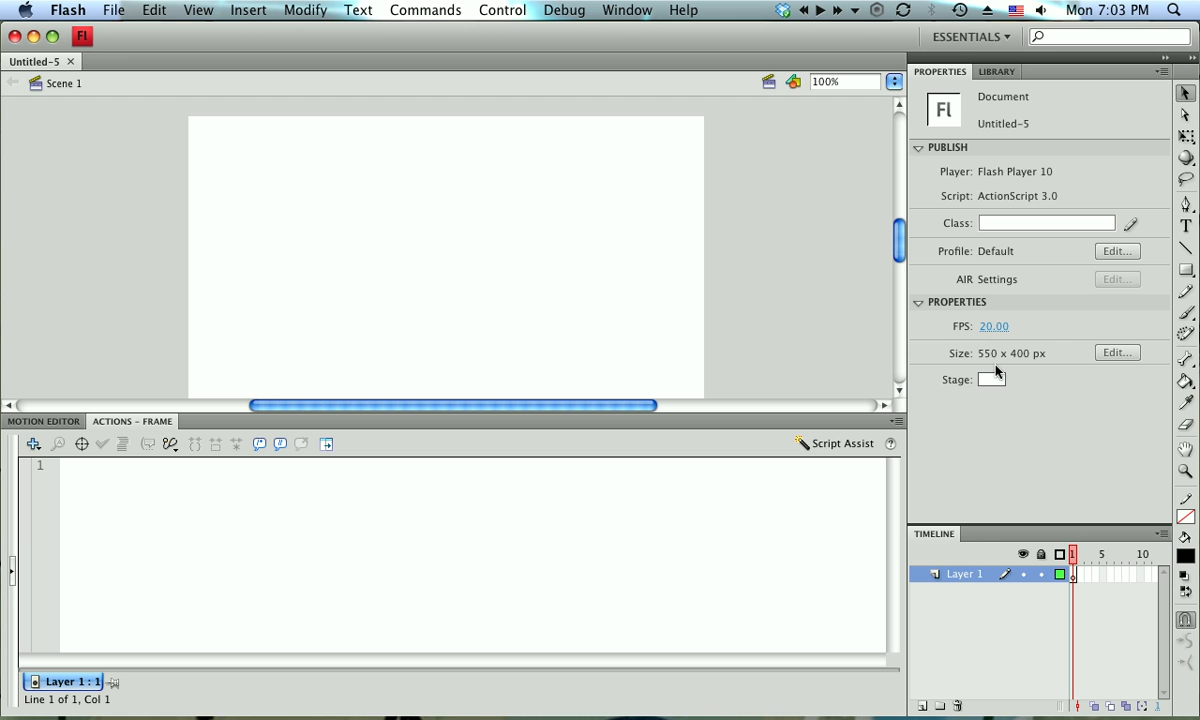 Flash File Edit View Insert Modify Text Commands Control Debug Window Help Mon 7:03 PM
Fl ESSENTIALS
Untitled-5
Scene 1 100%
PROPERTIES LIBRARY
Fl Document
Untitled-5
PUBLISH
Player: Flash Player 10
Script: ActionScript 3.0
Class:
Profile: Default Edit...
AIR Settings Edit...
PROPERTIES
FPS: 20.00
Size: 550 x 400 px Edit...
Stage:
MOTION EDITOR ACTIONS - FRAME
Script Assist
1
TIMELINE
1 5 10
Layer 1
Layer 1 : 1
Line 1 of 1, Col 1
1